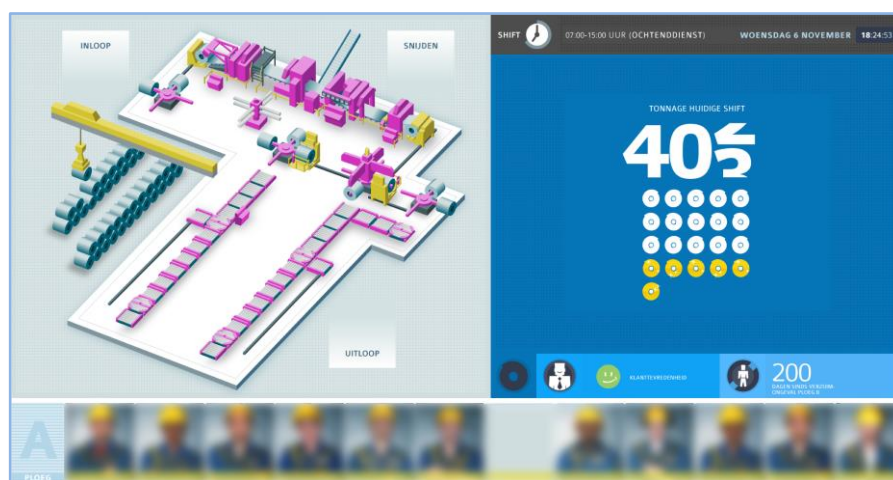 INLOOP
SNIJDEN
UITLOOP
SHIFT
07:00-15:00 UUR (OCHTENDDIENST)
WOENSDAG 6 NOVEMBER
18:24:53
TONNAGE HUIDIGE SHIFT
KLANTTEVREDENHEID
200
DAGEN SINDS VERZUIM
ONGEVAL PLOEG B
A
PLOEG